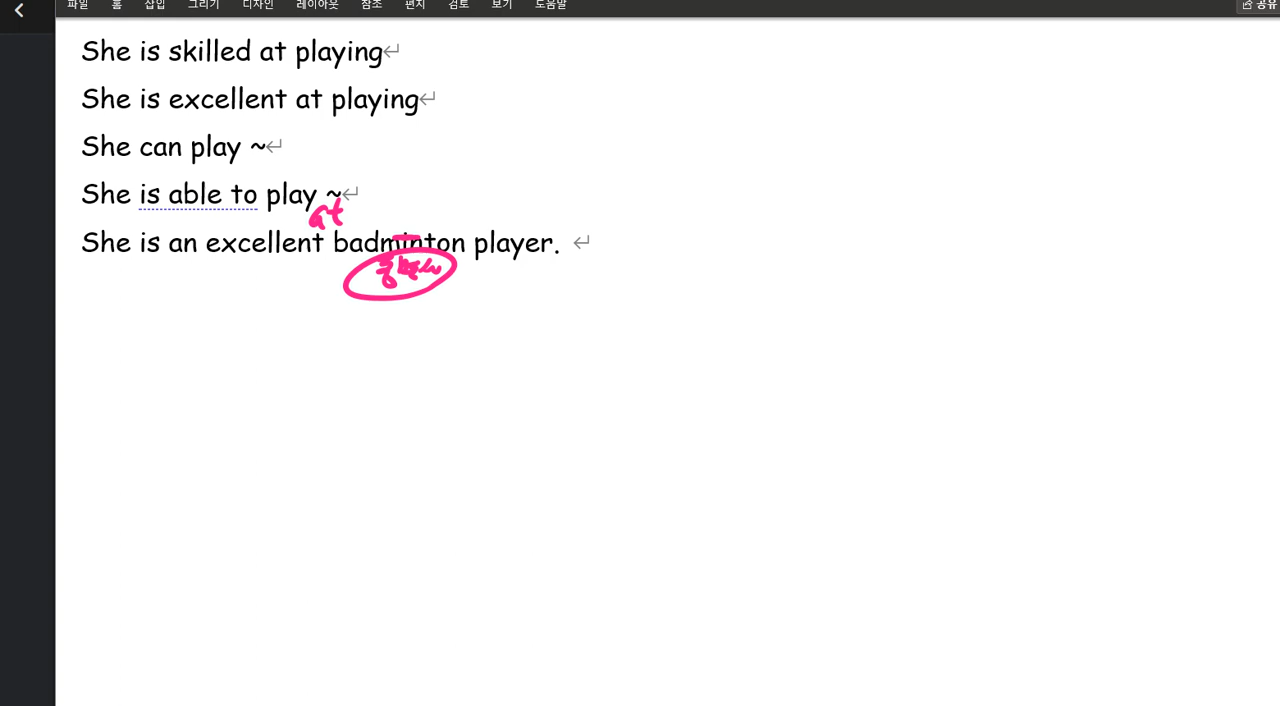 파일 홈 삽입 그리기 디자인 레이아웃 참조 편지 검토 보기 도움말 공유
She is skilled at playing
She is excellent at playing
She can play ~
She is able to play ~
at
She is an excellent badminton player.